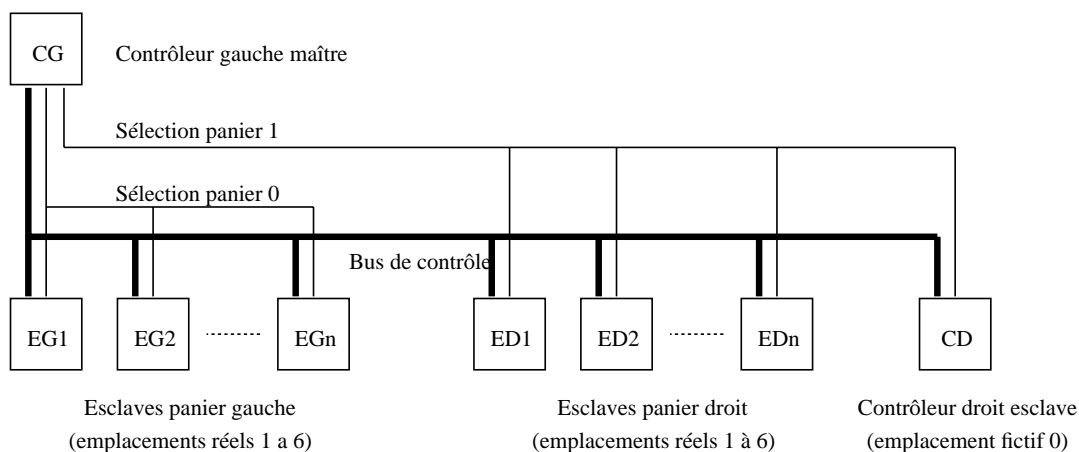 CG
Contrôleur gauche maître
Sélection panier 1
Sélection panier 0
Bus de contrôle
EG1
EG2
EGn
ED1
ED2
EDn
CD
Esclaves panier gauche
(emplacements réels 1 a 6)
Esclaves panier droit
(emplacements réels 1 à 6)
Contrôleur droit esclave
(emplacement fictif 0)